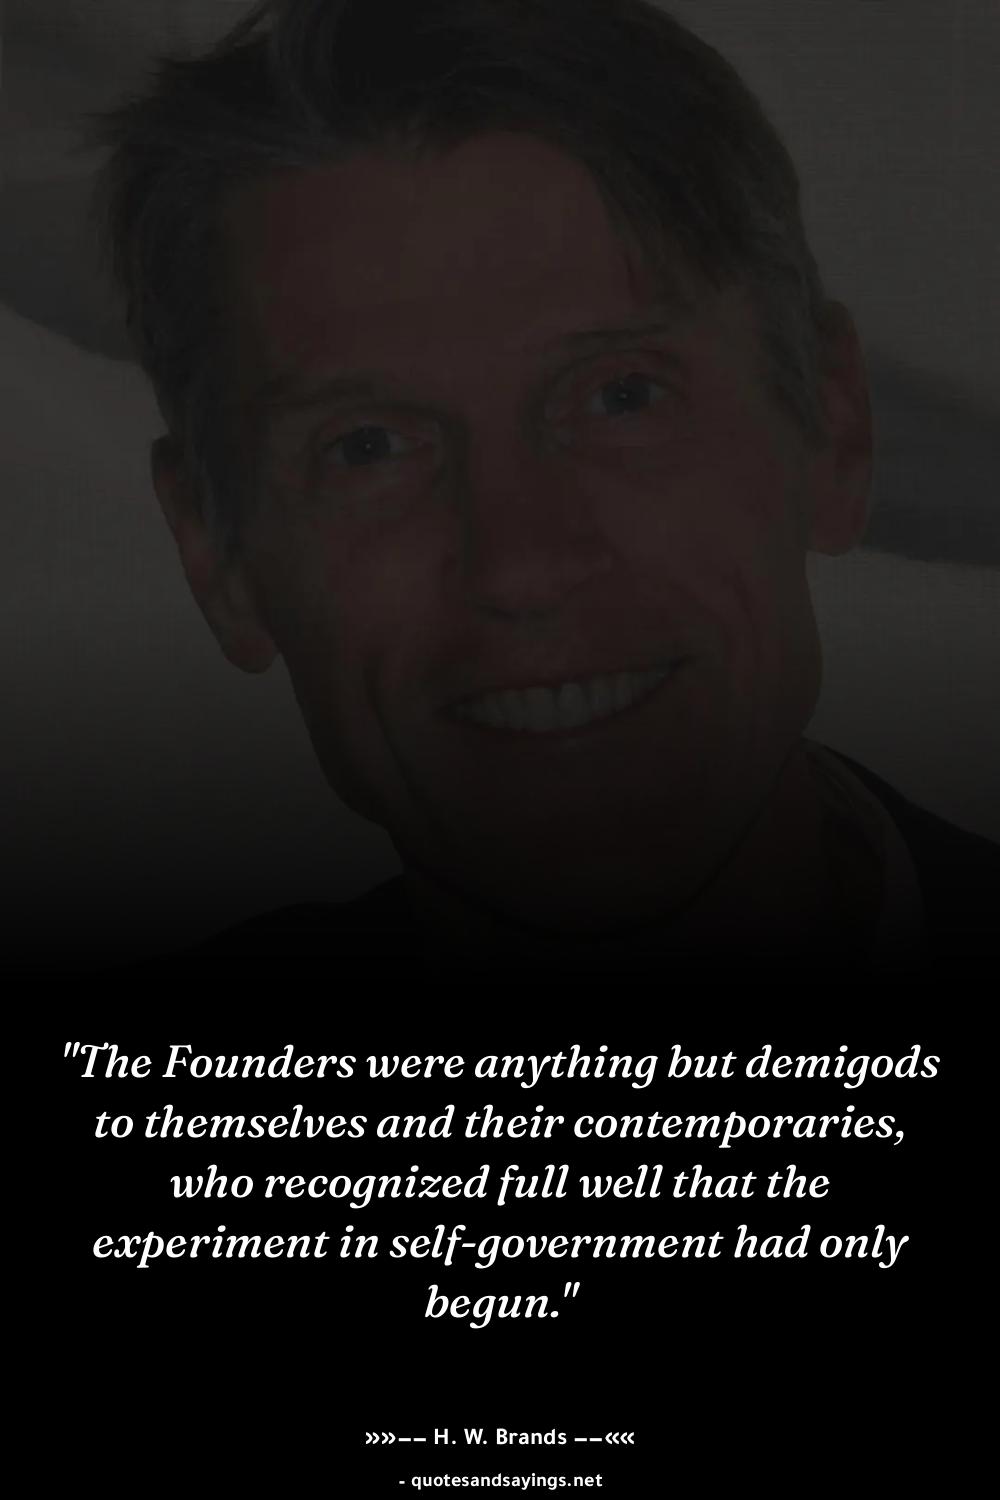 "The Founders were anything but demigods
to themselves and their contemporaries,
who recognized full well that the
experiment in self-government had only
begun."
»»—— H. W. Brands ——««
- quotesandsayings.net